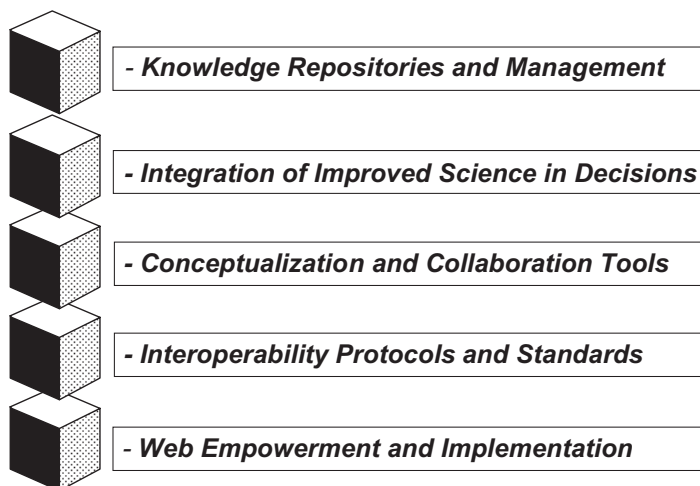 - Knowledge Repositories and Management
- Integration of Improved Science in Decisions
- Conceptualization and Collaboration Tools
- Interoperability Protocols and Standards
- Web Empowerment and Implementation